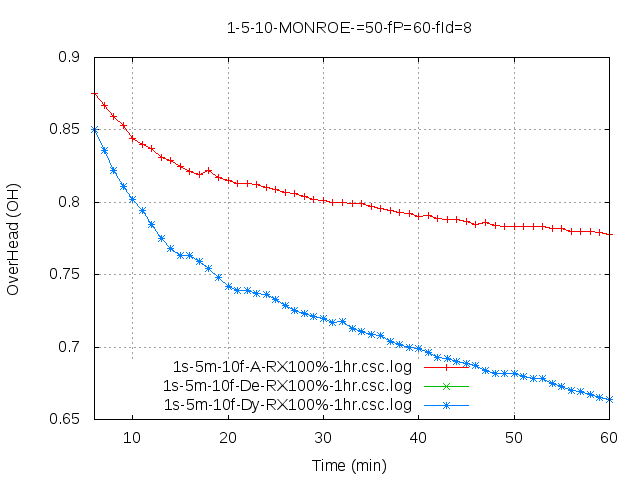 1-5-10-MONROE-=50-fP=60-fId=8
0.9
0.85
0.8
0.75
0.7
0.65
OverHead (OH)
1s-5m-10f-A-RX100%-1hr.csc.log
1s-5m-10f-De-RX100%-1hr.csc.log
1s-5m-10f-Dy-RX100%-1hr.csc.log
10 20 30 40 50 60
Time (min)